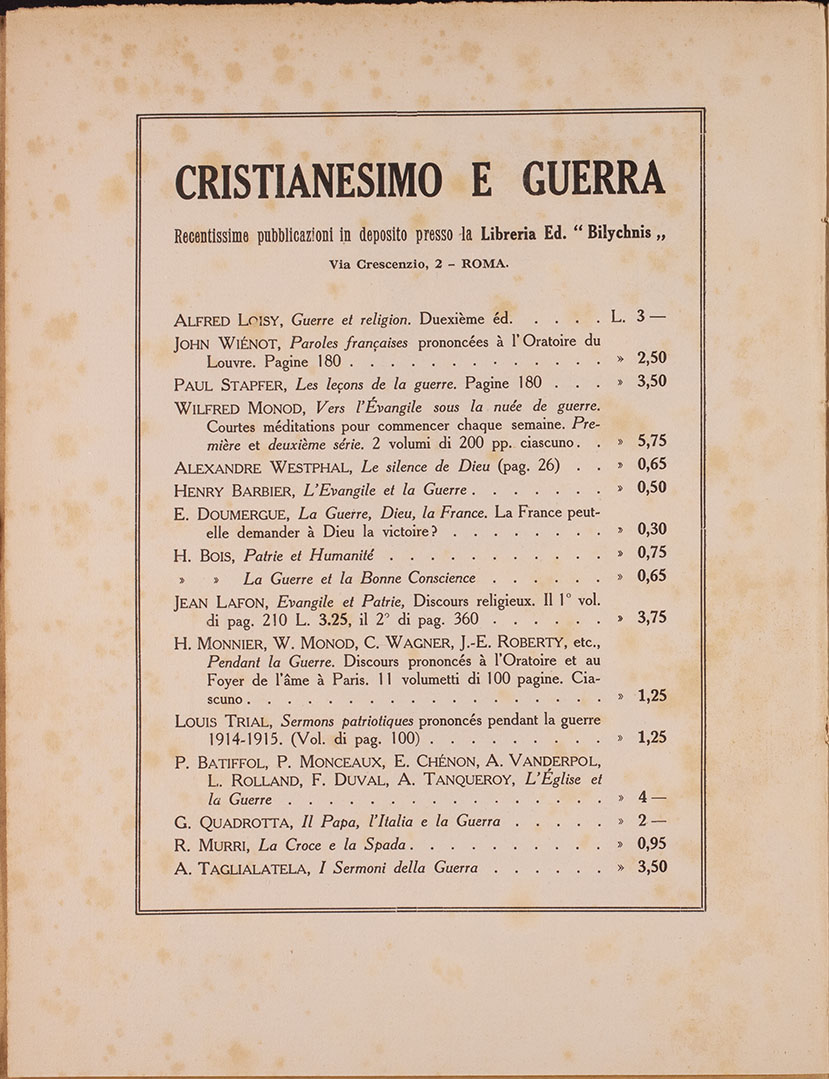 CRISTIANESIMO E GUERRA
Recentissime pubblicazioni in deposito presso la Libreria Ed. “ Bilychnis „
Via Crescenzio, 2 – ROMA.
ALFRED LOISY, Guerre et religion. Duexième éd. . . . . . L. 3 —
JOHN WIÉNOT, Paroles françaises prononcées à l'Oratoire du
Louvre. Pagine 180 . . . . . . . . . . . . . » 2,50
PAUL STAPFER, Les leçons de la guerre. Pagine 180 . . . » 3,50
WILFRED MONOD, Vers l'Évangile sous la nuée de guerre.
Courtes méditations pour commencer chaque semaine. Pre-
mière et deuxième série. 2 volumi di 200 pp. ciascuno . . » 5,75
ALEXANDRE WESTPHAL, Le silence de Dieu (pag. 26) . . » 0,65
HENRY BARBIER, L'Evangile et la Guerre . . . . . . . » 0,50
E. DOUMERGUE, La Guerre, Dieu, la France. La France peut-
elle demander à Dieu la victoire? . . . . . . . . » 0,30
H. BOIS, Patrie et Humanité . . . . . . . . . . . » 0,75
» » La Guerre et la Bonne Conscience . . . . . . » 0,65
JEAN LAFON, Evangile et Patrie, Discours religieux. Il 1° vol.
di pag. 210 L. 3.25, il 2° di pag. 360 . . . . . . » 3,75
H. MONNIER, W. MONOD, C. WAGNER, J.-E. ROBERTY, etc.,
Pendant la Guerre. Discours prononcés à l'Oratoire et au
Foyer de l'âme à Paris. 11 volumetti di 100 pagine. Cia-
scuno . . . . . . . . . . . . . . . . . . » 1,25
LOUIS TRIAL, Sermons patriotiques prononcés pendant la guerre
1914-1915. (Vol. di pag. 100) . . . . . . . . . » 1,25
P. BATIFFOL, P. MONCEAUX, E. CHÉNON, A. VANDERPOL,
L. ROLLAND, F. DUVAL, A. TANQUEROY, L'Église et
la Guerre . . . . . . . . . . . . . . . . » 4 —
G. QUADROTTA, Il Papa, l'Italia e la Guerra . . . . . » 2 —
R. MURRI, La Croce e la Spada . . . . . . . . . . » 0,95
A. TAGLIALATELA, I Sermoni della Guerra . . . . . . » 3,50